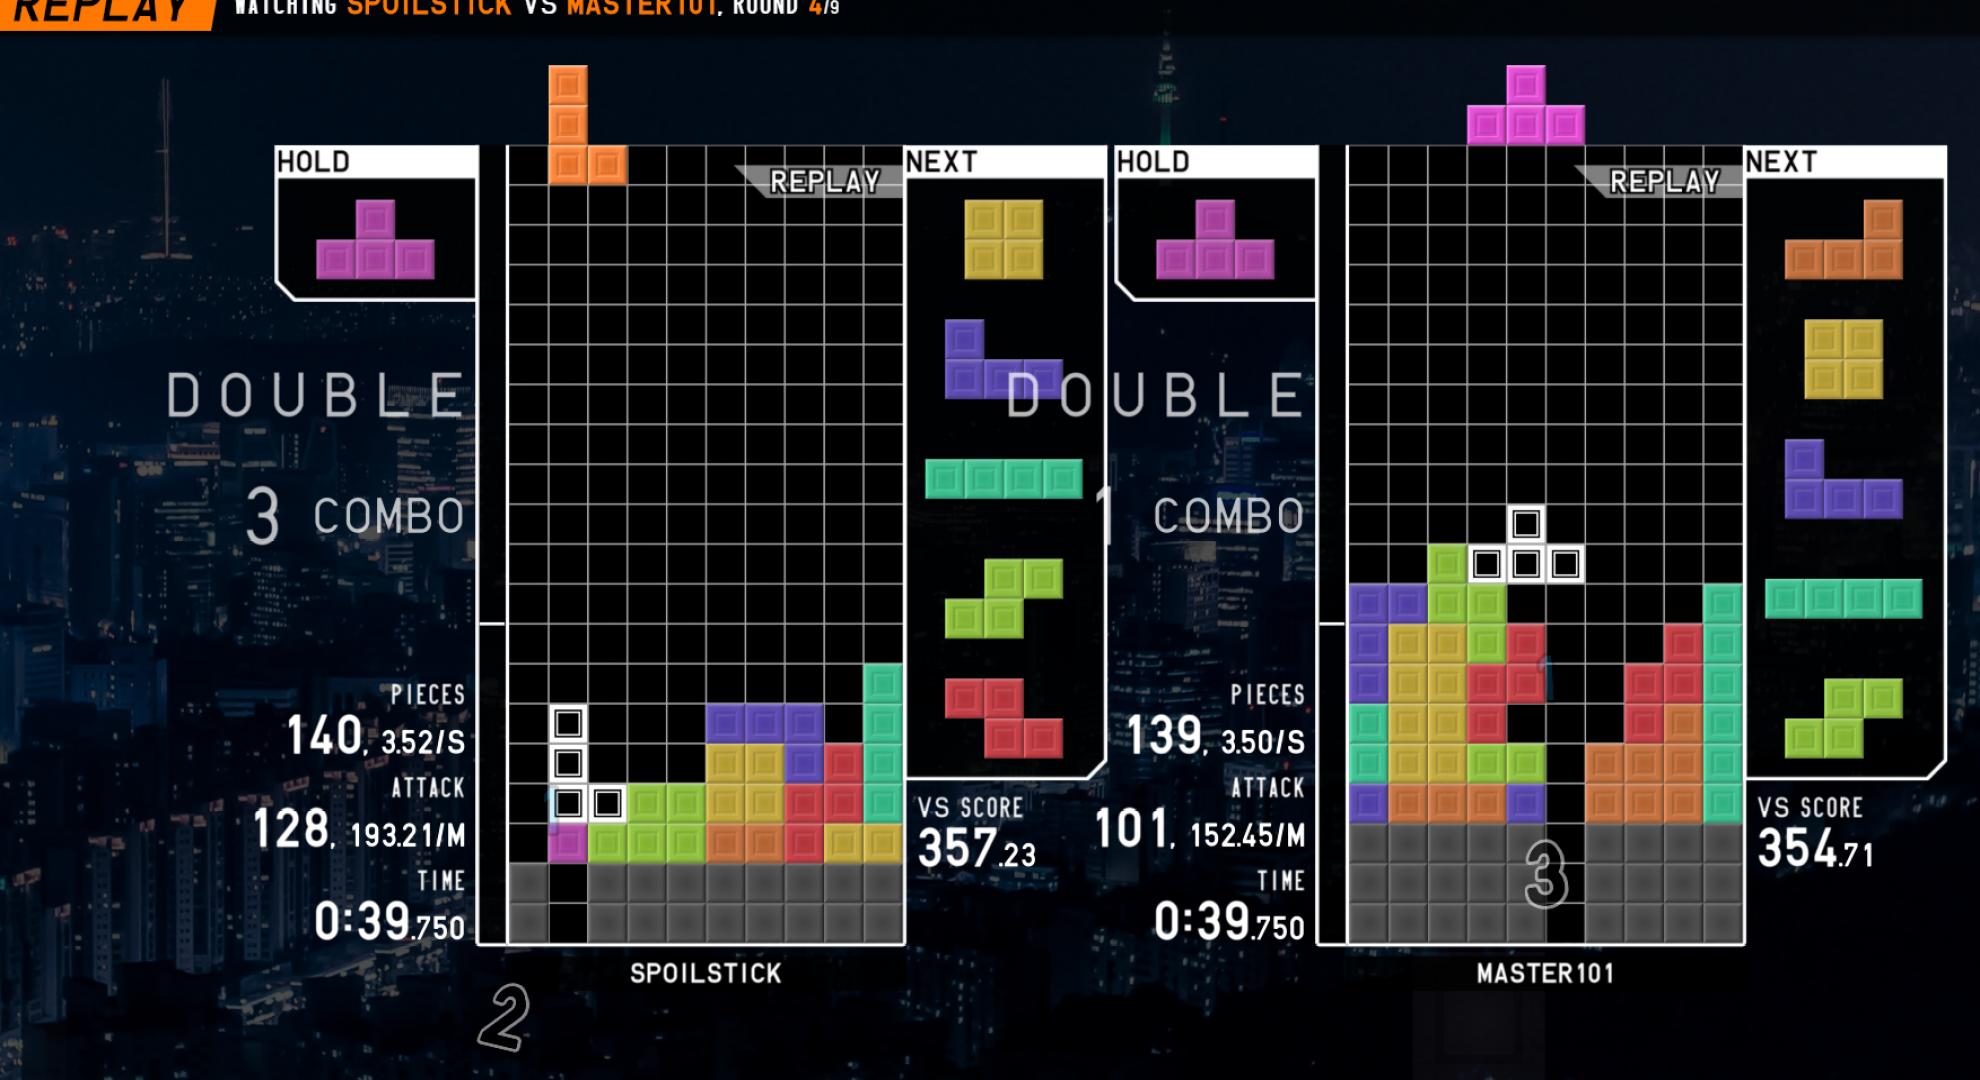 REPLAY WATCHING SPOILSTICK VS MASTER101, ROUND 4/9
HOLD
REPLAY
NEXT
DOUBLE
3 COMBO
PIECES
140, 3.52/S
ATTACK
128, 193.21/M
TIME
0:39.750
VS SCORE
357.23
SPOILSTICK
2
HOLD
REPLAY
NEXT
DOUBLE
1 COMBO
PIECES
139, 3.50/S
ATTACK
101, 152.45/M
TIME
0:39.750
3
VS SCORE
354.71
MASTER101